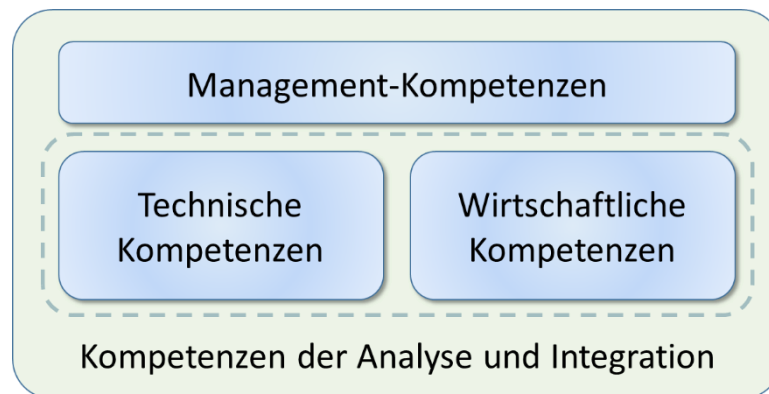 Management-Kompetenzen
Technische
Kompetenzen
Wirtschaftliche
Kompetenzen
Kompetenzen der Analyse und Integration